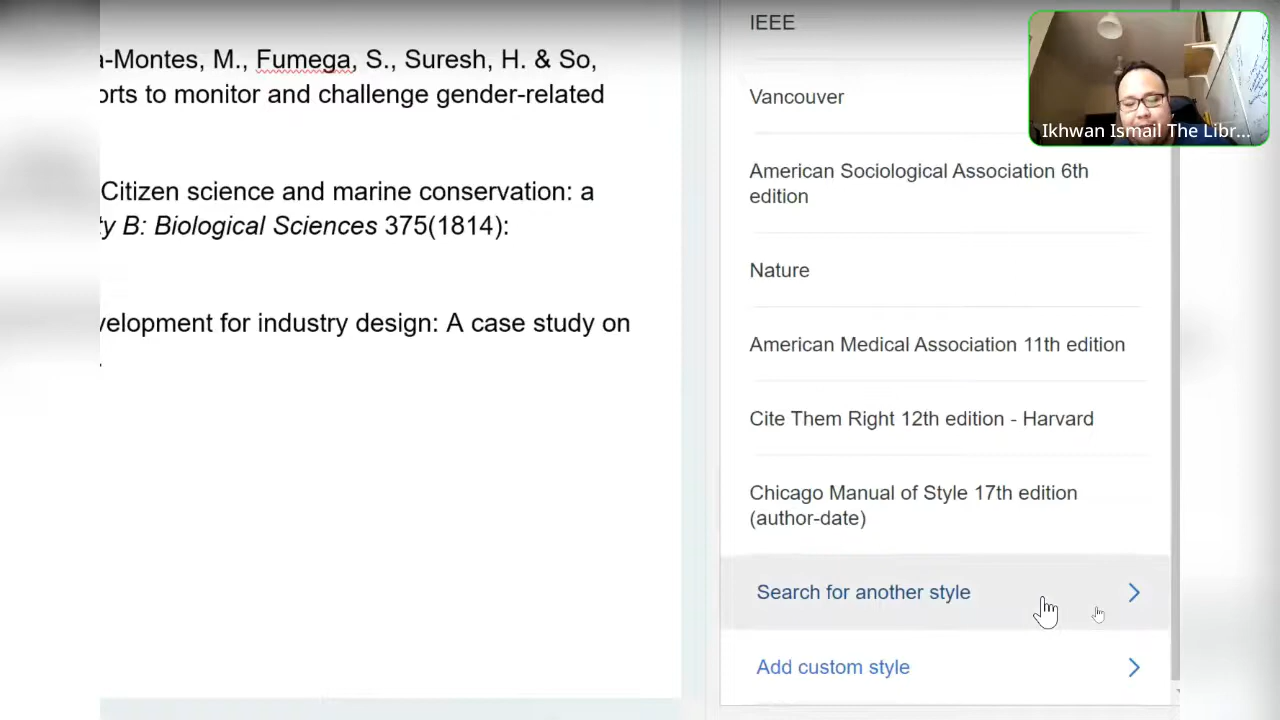 a-Montes, M., Fumega, S., Suresh, H. & So,
orts to monitor and challenge gender-related
Citizen science and marine conservation: a
ty B: Biological Sciences 375(1814):
velopment for industry design: A case study on
.
IEEE
Vancouver
American Sociological Association 6th
edition
Nature
American Medical Association 11th edition
Cite Them Right 12th edition - Harvard
Chicago Manual of Style 17th edition
(author-date)
Search for another style
Add custom style
Ikhwan Ismail The Libr...